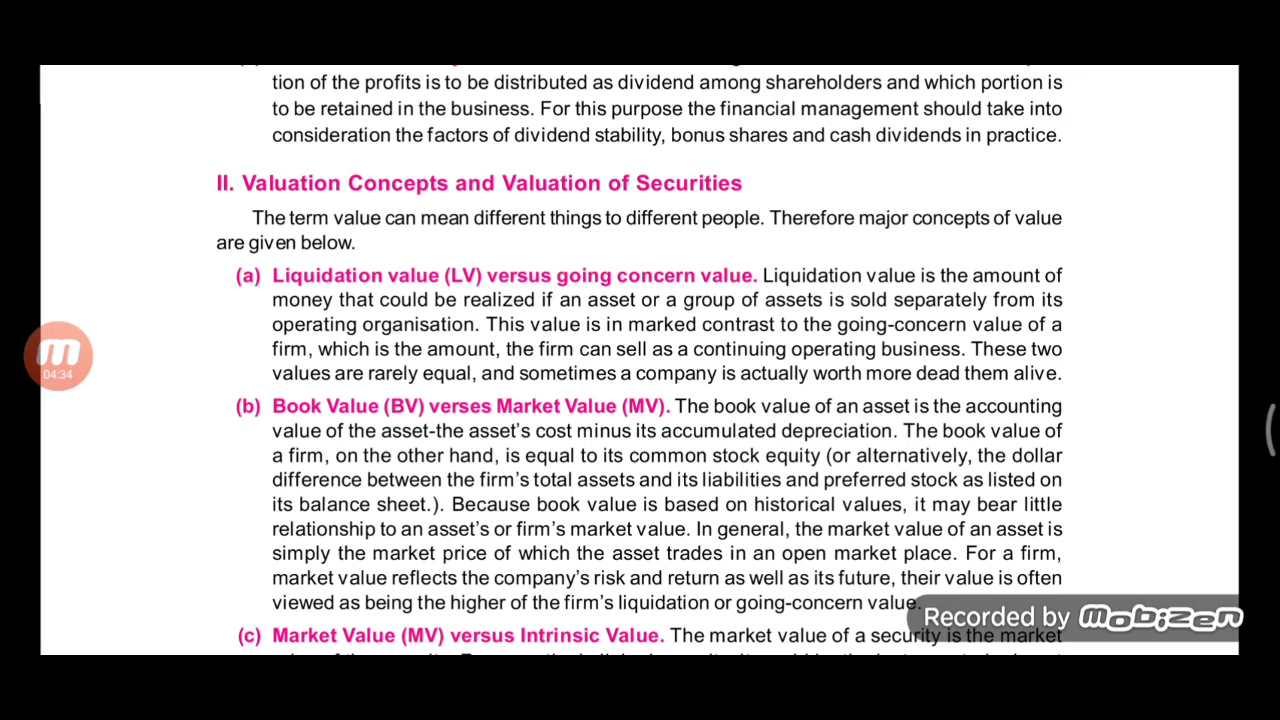 tion of the profits is to be distributed as dividend among shareholders and which portion is
to be retained in the business. For this purpose the financial management should take into
consideration the factors of dividend stability, bonus shares and cash dividends in practice.
II. Valuation Concepts and Valuation of Securities
The term value can mean different things to different people. Therefore major concepts of value
are given below.
(a) Liquidation value (LV) versus going concern value. Liquidation value is the amount of
money that could be realized if an asset or a group of assets is sold separately from its
operating organisation. This value is in marked contrast to the going-concern value of a
firm, which is the amount, the firm can sell as a continuing operating business. These two
values are rarely equal, and sometimes a company is actually worth more dead them alive.
(b) Book Value (BV) verses Market Value (MV). The book value of an asset is the accounting
value of the asset-the asset's cost minus its accumulated depreciation. The book value of
a firm, on the other hand, is equal to its common stock equity (or alternatively, the dollar
difference between the firm's total assets and its liabilities and preferred stock as listed on
its balance sheet.). Because book value is based on historical values, it may bear little
relationship to an asset's or firm's market value. In general, the market value of an asset is
simply the market price of which the asset trades in an open market place. For a firm,
market value reflects the company's risk and return as well as its future, their value is often
viewed as being the higher of the firm's liquidation or going-concern value.
(c) Market Value (MV) versus Intrinsic Value. The market value of a security is the market
m
04:34
Recorded by mobizen